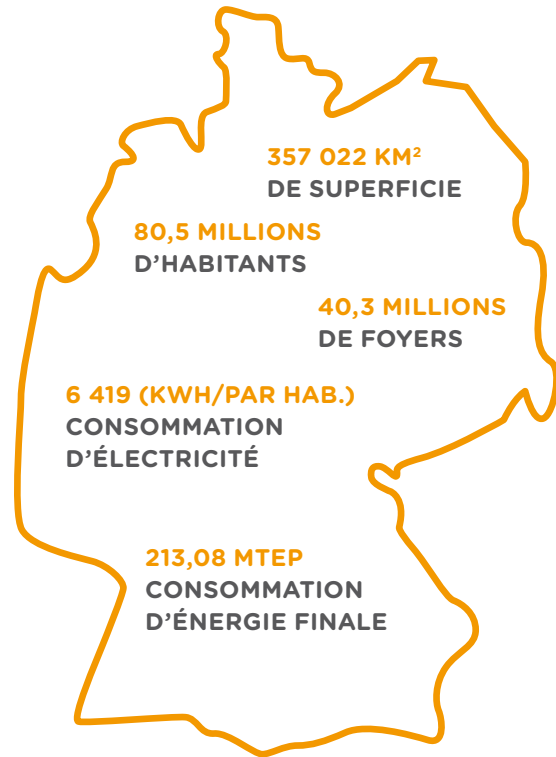 357 022 KM²
DE SUPERFICIE
80,5 MILLIONS
D’HABITANTS
40,3 MILLIONS
DE FOYERS
6 419 (KWH/PAR HAB.)
CONSOMMATION
D’ÉLECTRICITÉ
213,08 MTEP
CONSOMMATION
D’ÉNERGIE FINALE